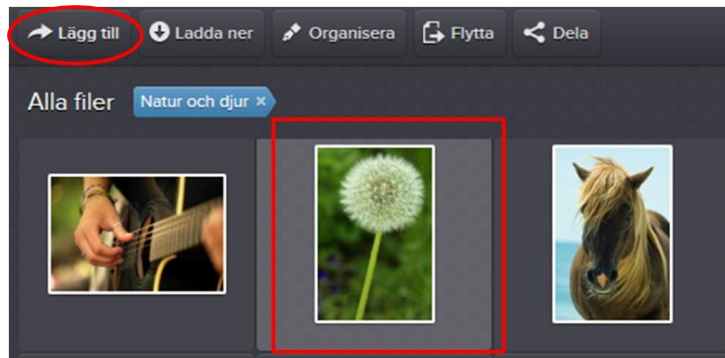 Lägg till Ladda ner Organisera Flytta Dela
Alla filer Natur och djur ×